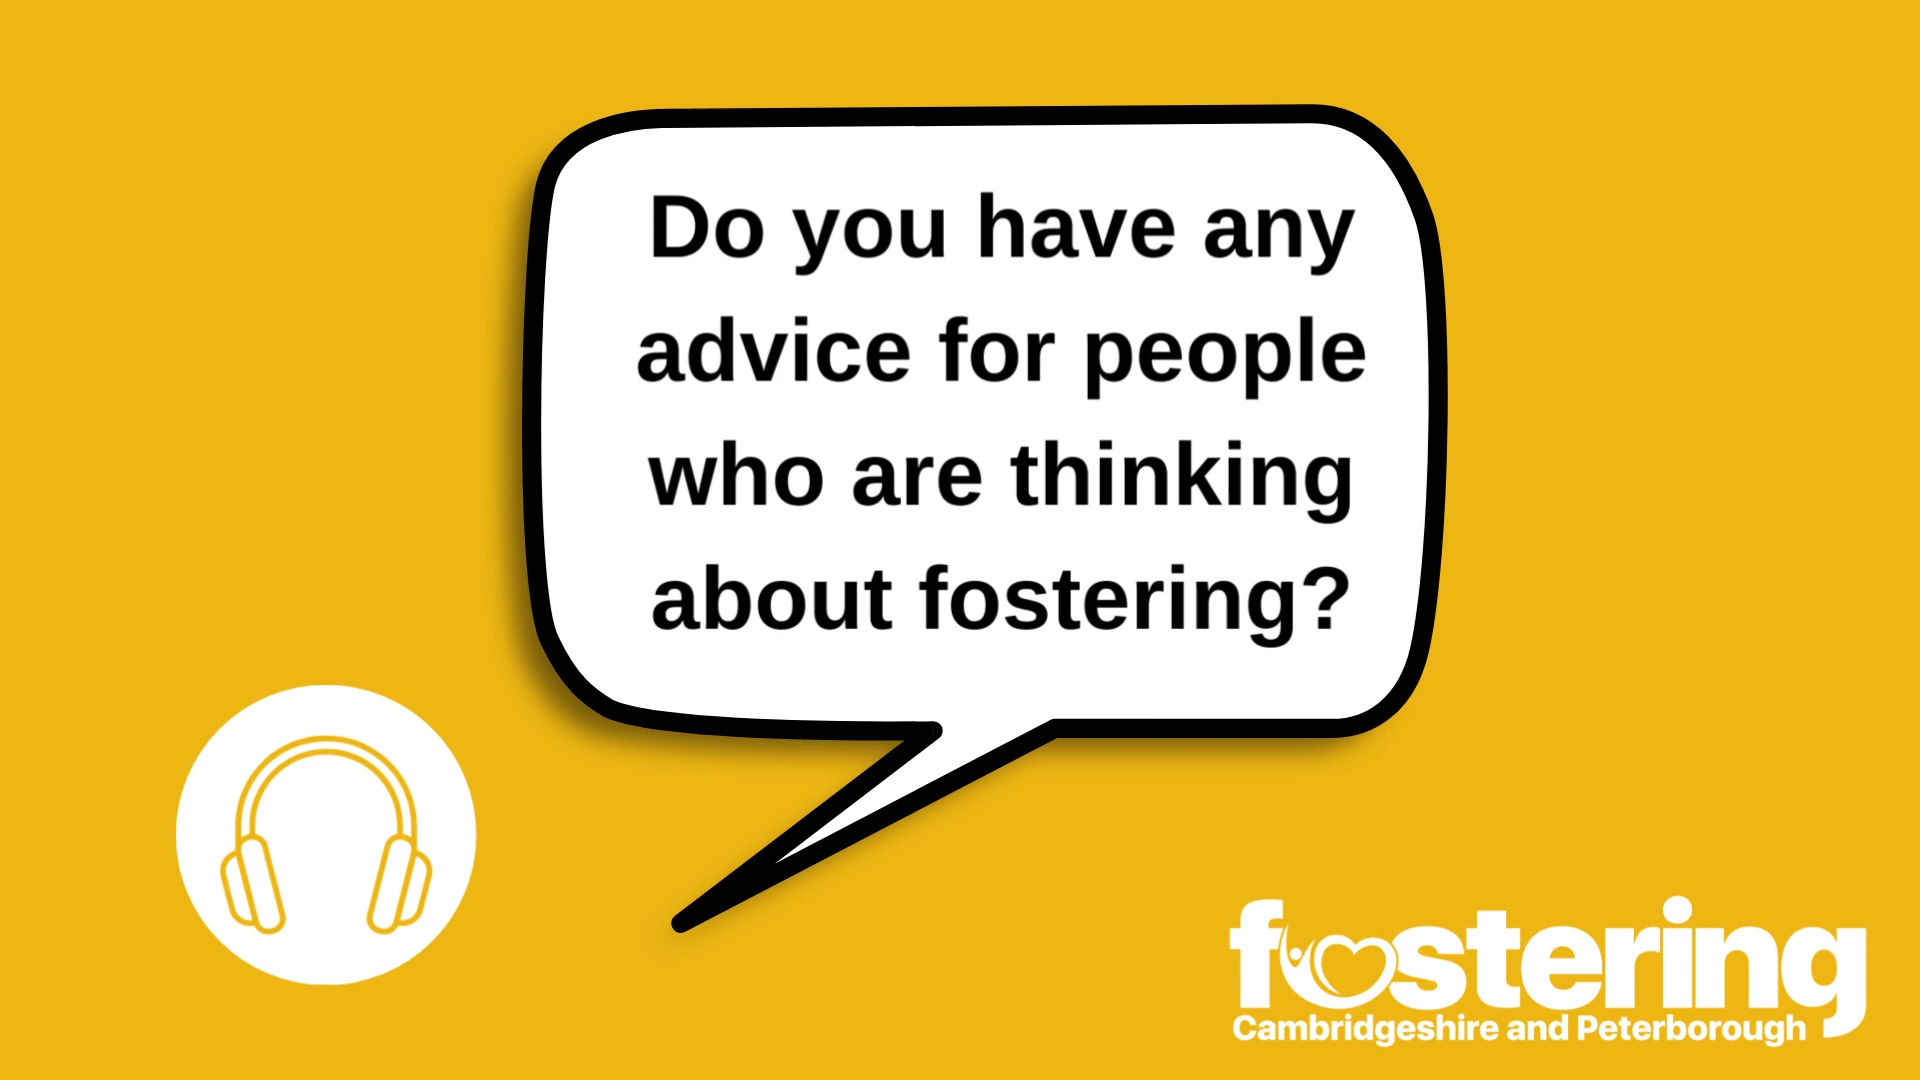 Do you have any
advice for people
who are thinking
about fostering?
fostering
Cambridgeshire and Peterborough